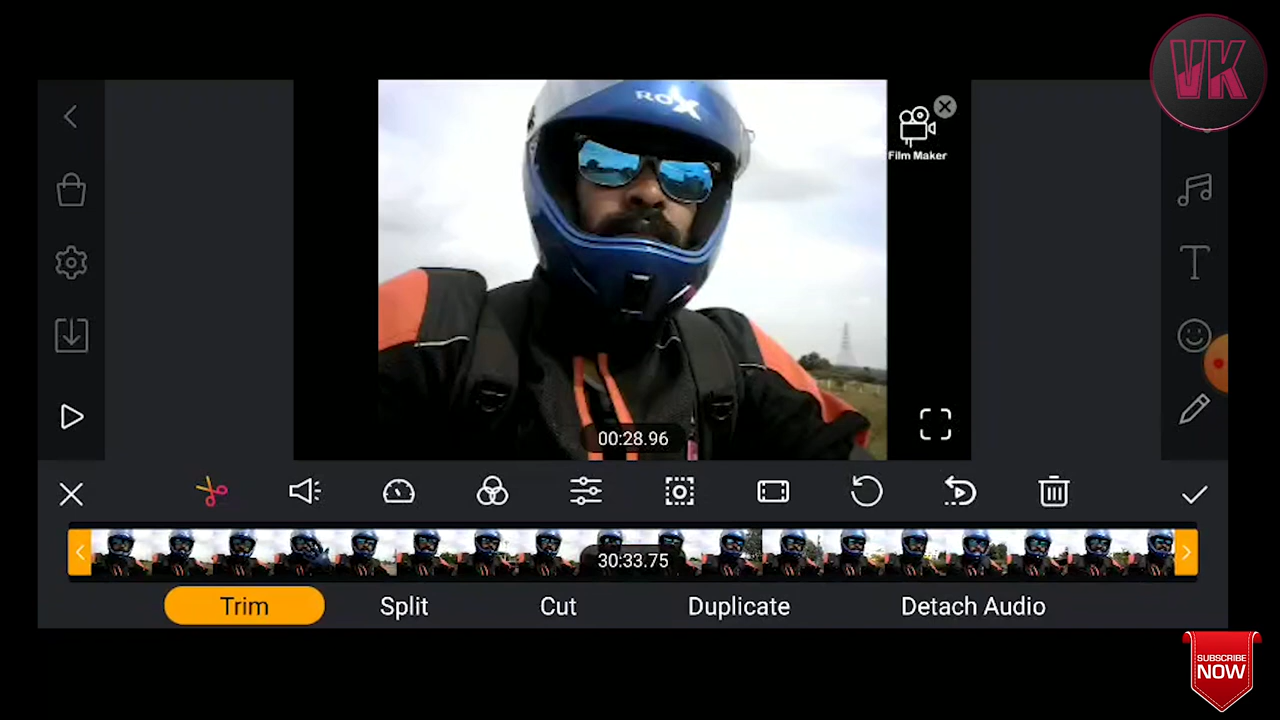 VK
ROX
Film Maker
00:28.96
30:33.75
Trim
Split
Cut
Duplicate
Detach Audio
SUBSCRIBE
NOW